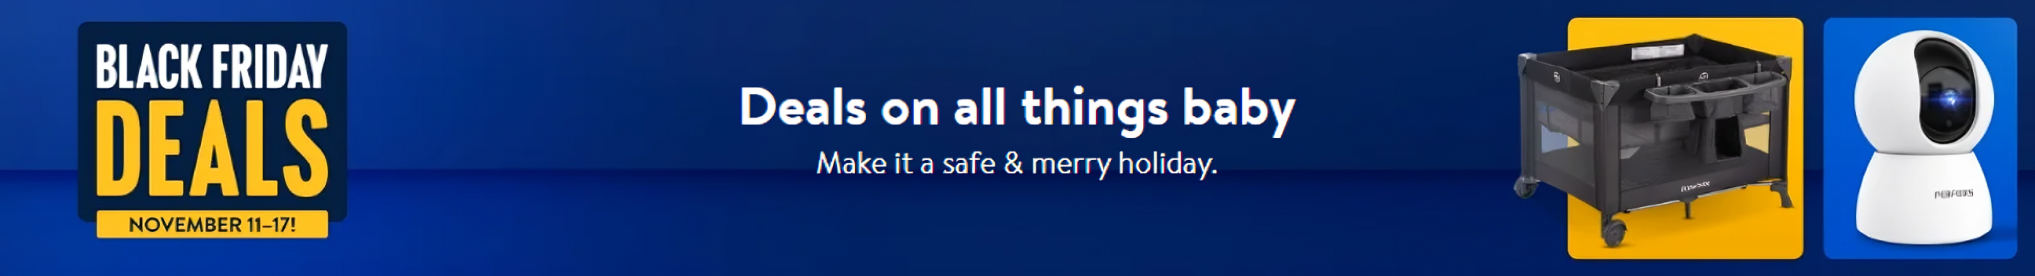 BLACK FRIDAY
DEALS
NOVEMBER 11–17!
Deals on all things baby
Make it a safe & merry holiday.